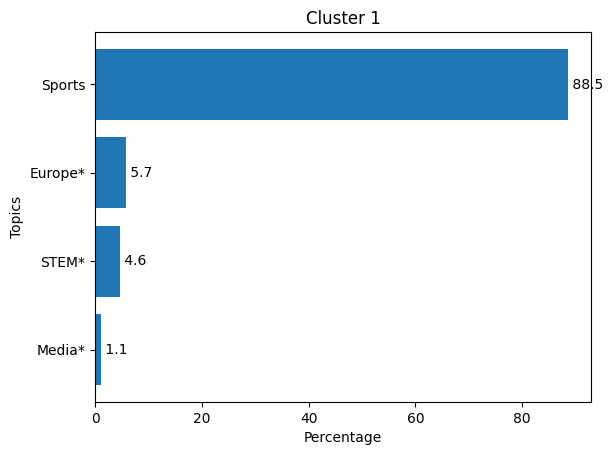 Cluster 1
Topics
Sports
88.5
Europe*
5.7
STEM*
4.6
Media*
1.1
0 20 40 60 80
Percentage